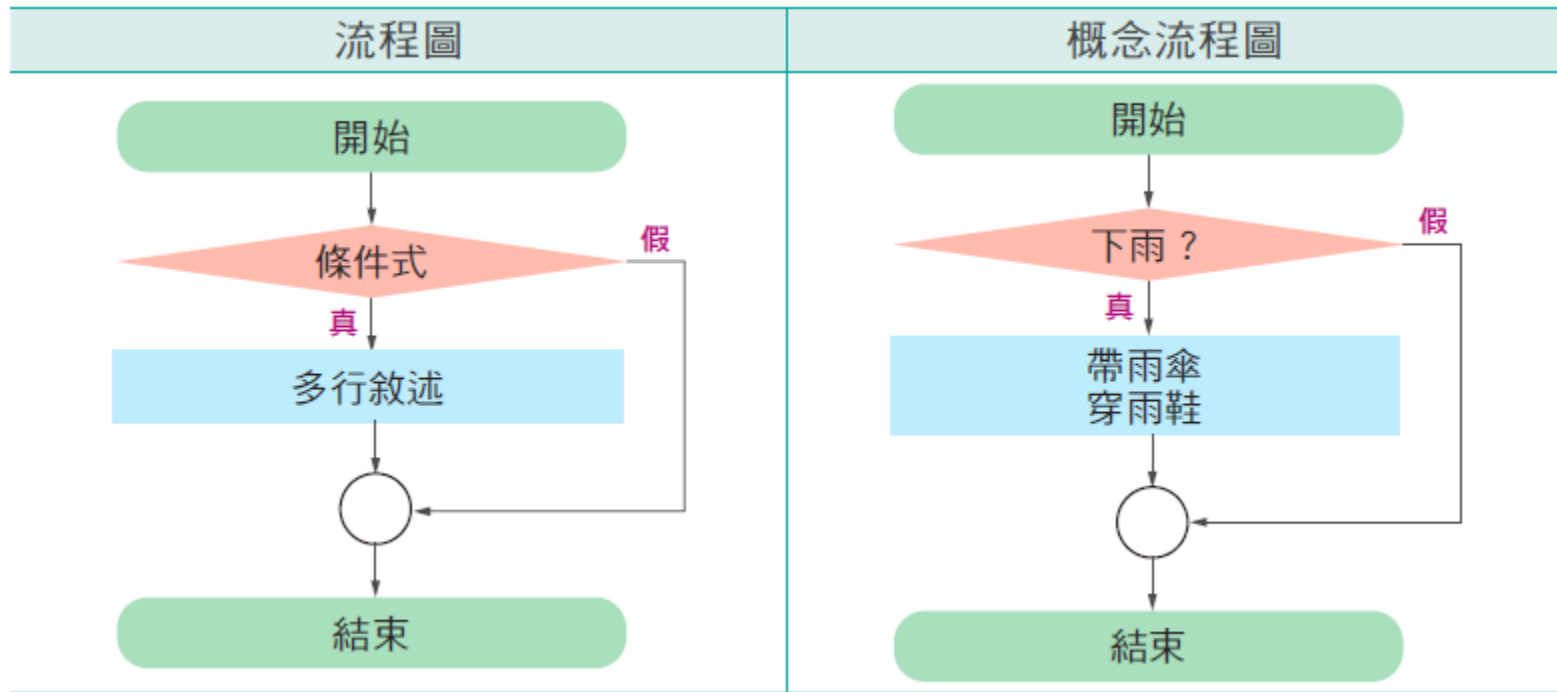 流程圖
開始
條件式
假
真
多行敘述
結束
概念流程圖
開始
下雨？
假
真
帶雨傘
穿雨鞋
結束